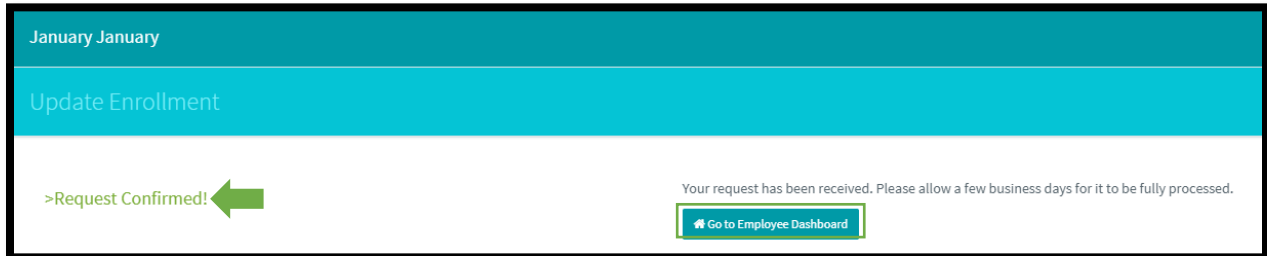 January January
Update Enrollment
>Request Confirmed!
Your request has been received. Please allow a few business days for it to be fully processed.
Go to Employee Dashboard